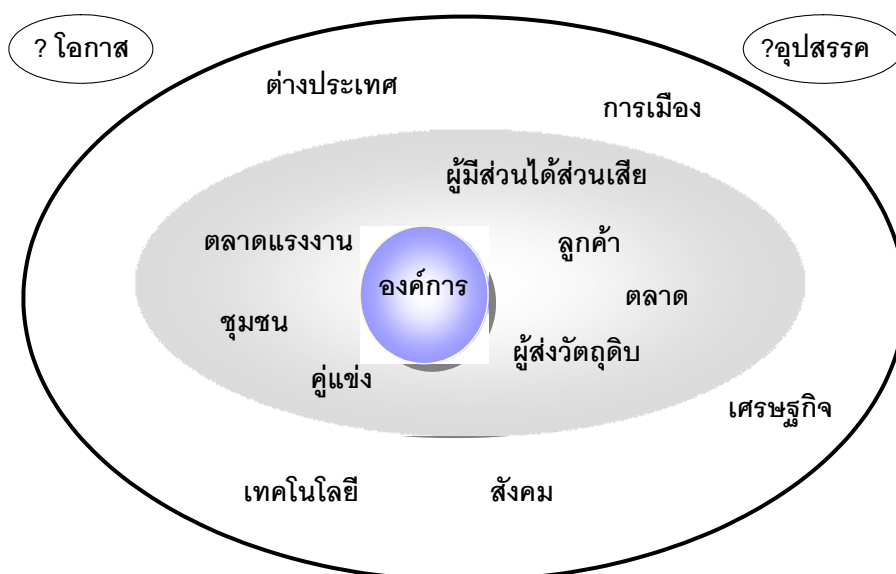 ? โอกาส
?อุปสรรค
ต่างประเทศ
การเมือง
ผู้มีส่วนได้ส่วนเสีย
ตลาดแรงงาน
ลูกค้า
องค์การ
ตลาด
ชุมชน
ผู้ส่งวัตถุดิบ
คู่แข่ง
เศรษฐกิจ
เทคโนโลยี
สังคม